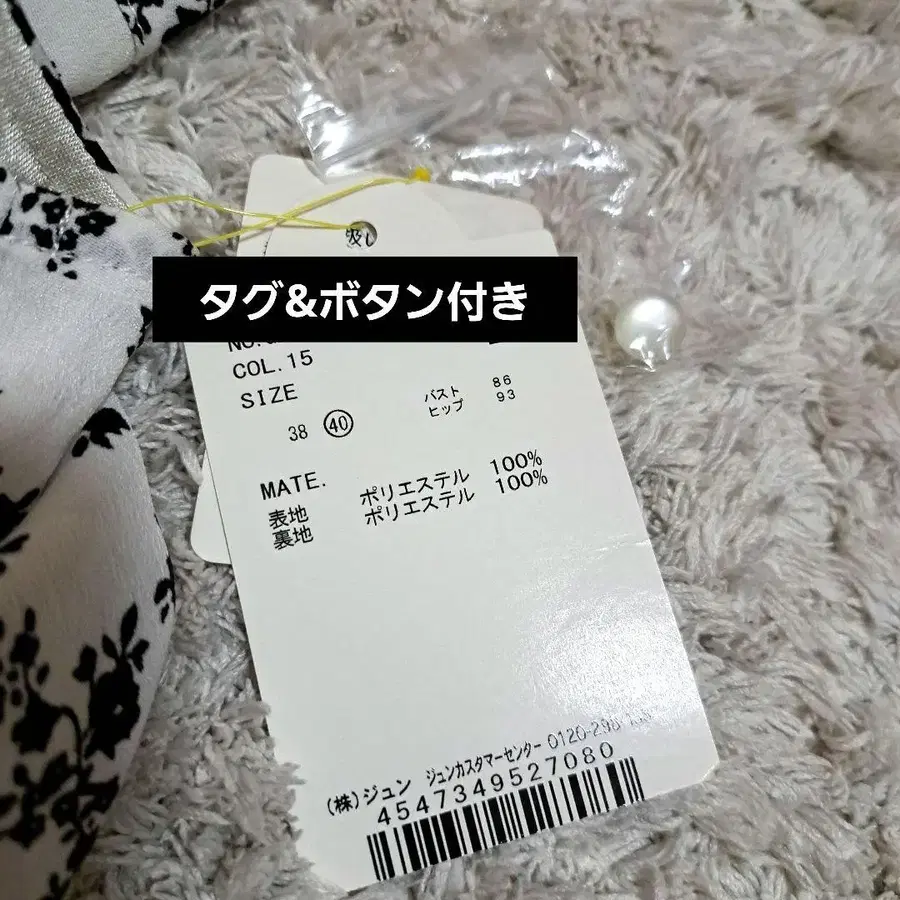 扱い
タグ&ボタン付き
COL.15
SIZE
38 40
バスト 86
ヒップ 93
MATE.
表地 ポリエステル 100%
裏地 ポリエステル 100%
(株)ジュン ジュンカスタマーセンター 0120-298-
4547349527080